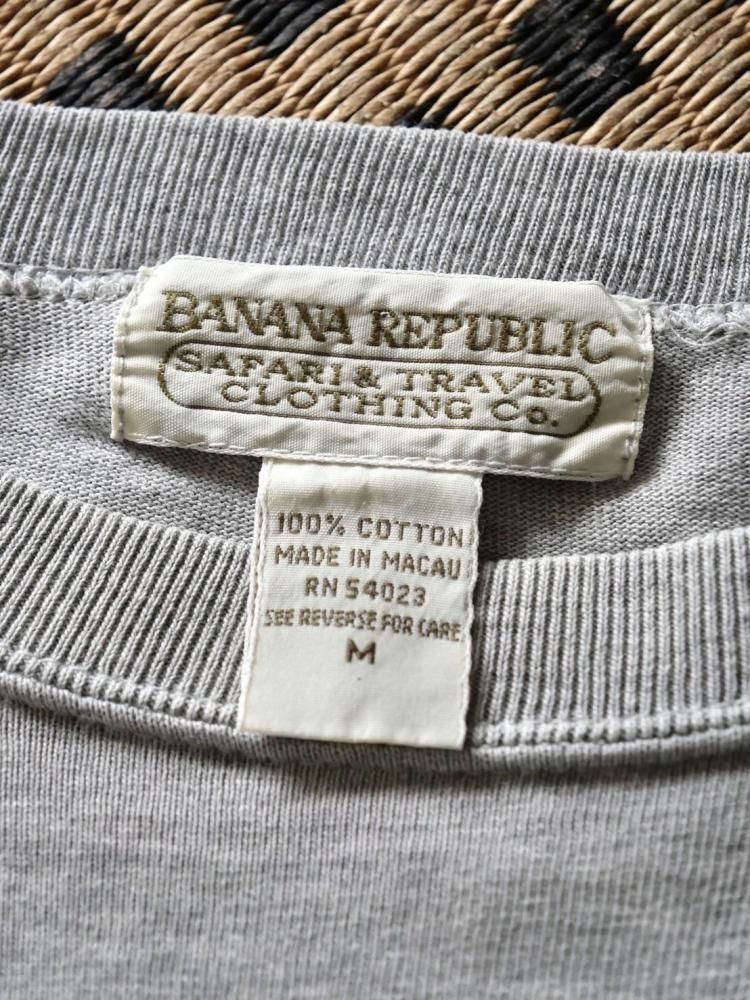 BANANA REPUBLIC
SAFARI & TRAVEL
CLOTHING Co.
100% COTTON
MADE IN MACAU
RN 54023
SEE REVERSE FOR CARE
M